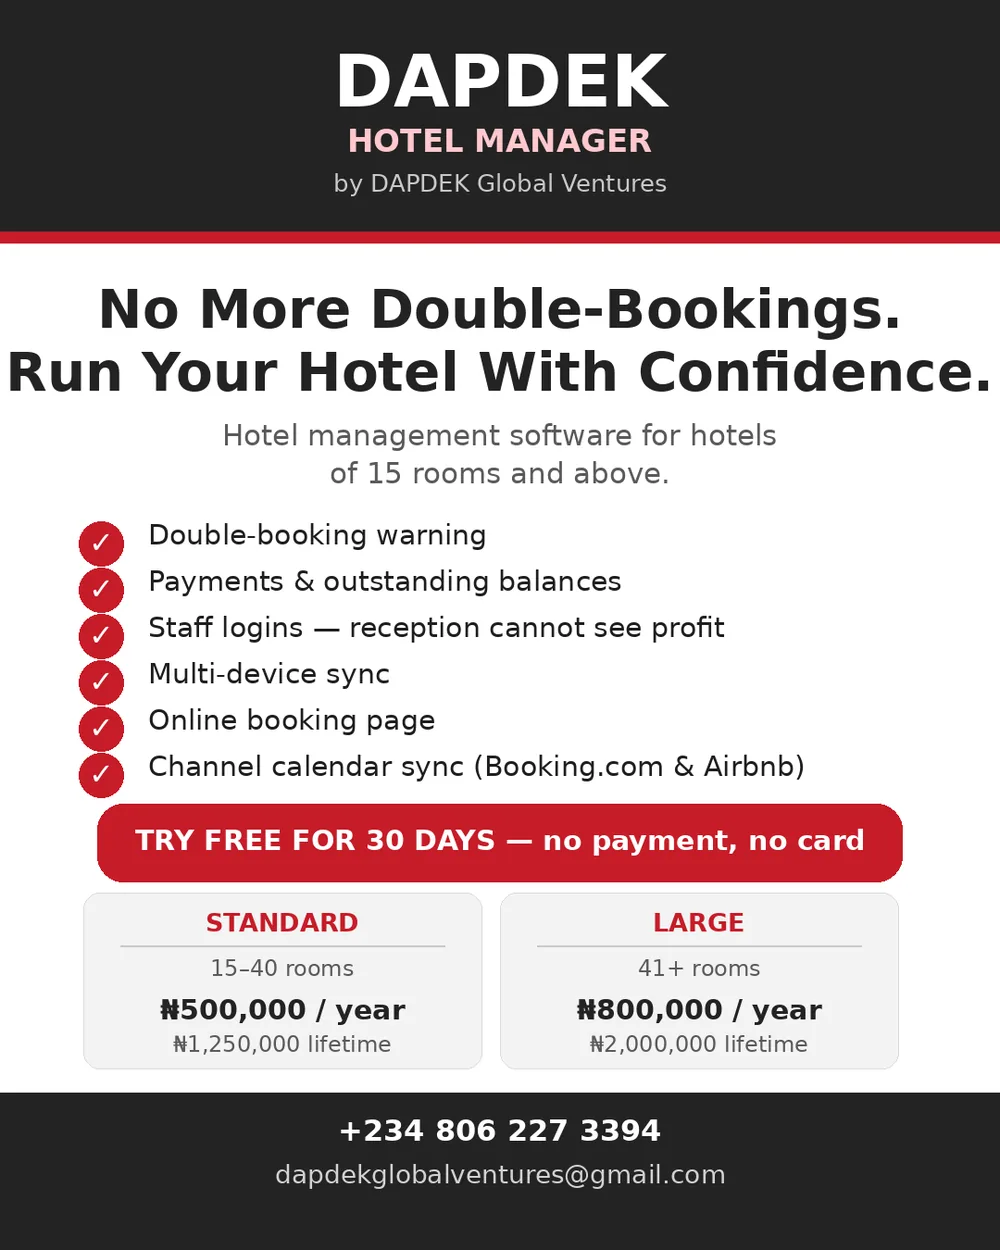 DAPDEK
HOTEL MANAGER
by DAPDEK Global Ventures
No More Double-Bookings.
Run Your Hotel With Confidence.
Hotel management software for hotels
of 15 rooms and above.
✓ Double-booking warning
✓ Payments & outstanding balances
✓ Staff logins — reception cannot see profit
✓ Multi-device sync
✓ Online booking page
✓ Channel calendar sync (Booking.com & Airbnb)
TRY FREE FOR 30 DAYS — no payment, no card
STANDARD
15–40 rooms
₦500,000 / year
₦1,250,000 lifetime
LARGE
41+ rooms
₦800,000 / year
₦2,000,000 lifetime
+234 806 227 3394
dapdekglobalventures@gmail.com